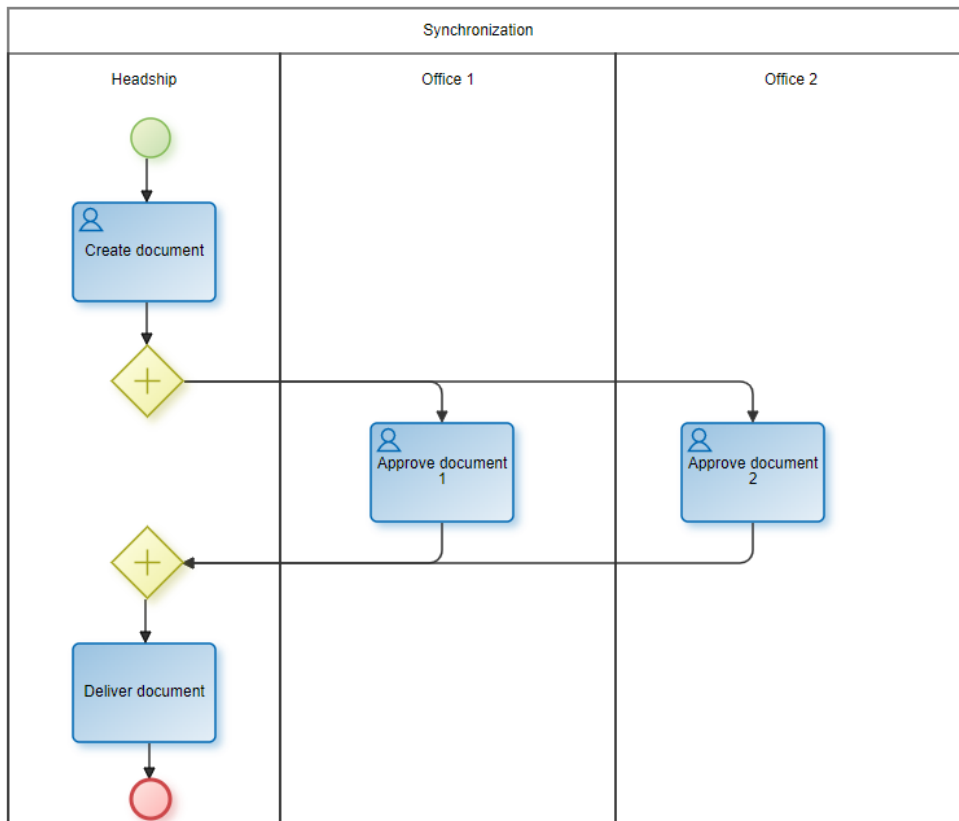 Synchronization
Headship
Office 1
Office 2
Create document
Approve document
1
Approve document
2
Deliver document